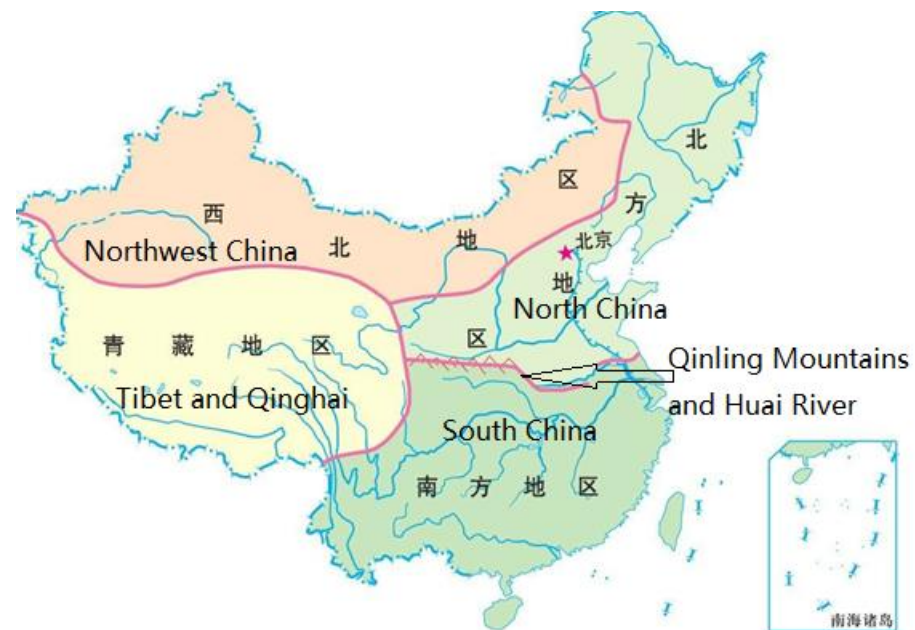 北
方
地
区
西
北
地
区
Northwest China
北京
North China
青藏地区
Tibet and Qinghai
Qinling Mountains
and Huai River
South China
南方地区
南海诸岛